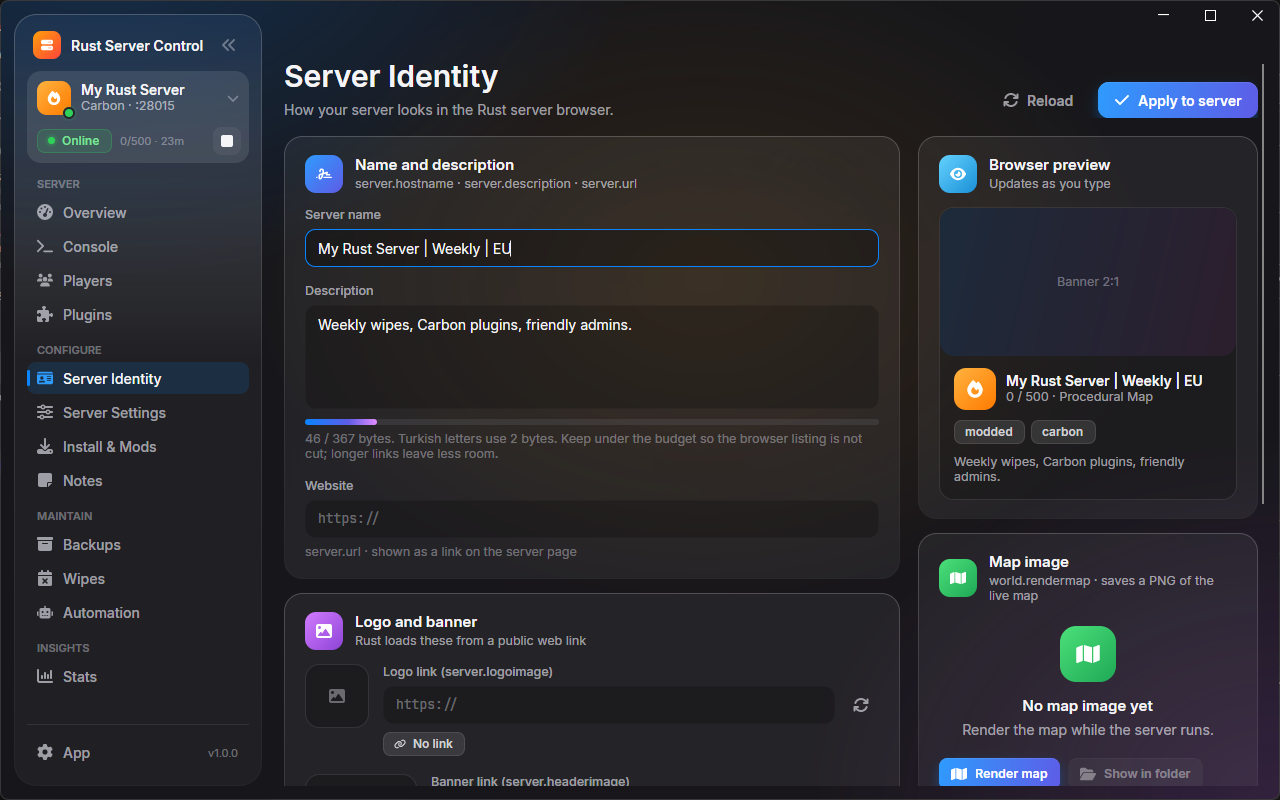 Rust Server Control
My Rust Server
Carbon · :28015
Online
0/500 · 23m
SERVER
Overview
Console
Players
Plugins
CONFIGURE
Server Identity
Server Settings
Install & Mods
Notes
MAINTAIN
Backups
Wipes
Automation
INSIGHTS
Stats
App
v1.0.0
Server Identity
How your server looks in the Rust server browser.
Reload
Apply to server
Name and description
server.hostname · server.description · server.url
Server name
My Rust Server | Weekly | EU
Description
Weekly wipes, Carbon plugins, friendly admins.
46 / 367 bytes. Turkish letters use 2 bytes. Keep under the budget so the browser listing is not
cut; longer links leave less room.
Website
https://
server.url · shown as a link on the server page
Logo and banner
Rust loads these from a public web link
Logo link (server.logoimage)
https://
No link
Banner link (server.headerimage)
Browser preview
Updates as you type
Banner 2:1
My Rust Server | Weekly | EU
0 / 500 · Procedural Map
modded
carbon
Weekly wipes, Carbon plugins, friendly
admins.
Map image
world.rendermap · saves a PNG of the
live map
No map image yet
Render the map while the server runs.
Render map
Show in folder